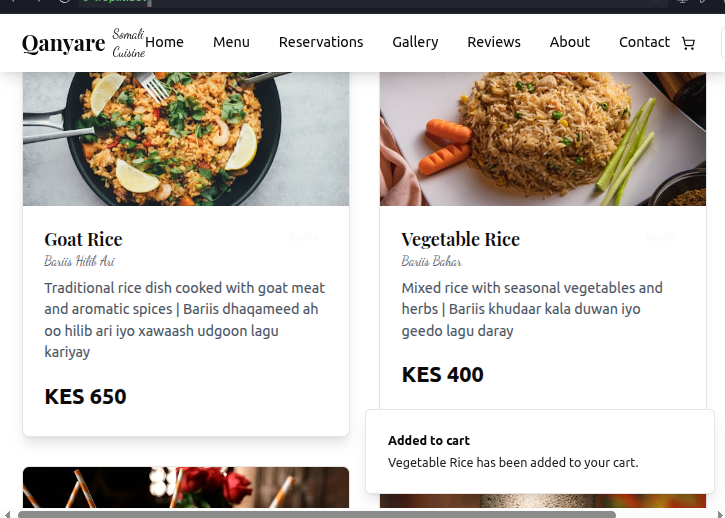 Qanyare
Somali
Cuisine
Home
Menu
Reservations
Gallery
Reviews
About
Contact
Goat Rice
Bariis
Bariis Hilib Ari
Traditional rice dish cooked with goat meat
and aromatic spices | Bariis dhaqameed ah
oo hilib ari iyo xawaash udgoon lagu
kariyay
KES 650
Vegetable Rice
Bariis
Bariis Bahar
Mixed rice with seasonal vegetables and
herbs | Bariis khudaar kala duwan iyo
geedo lagu daray
KES 400
Added to cart
Vegetable Rice has been added to your cart.